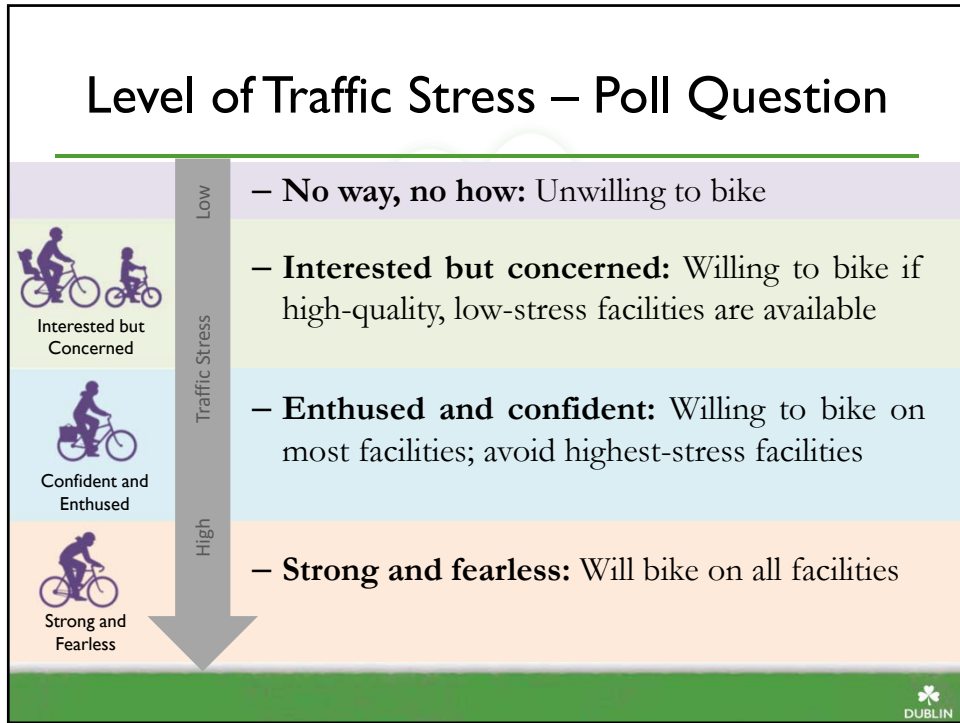 Level of Traffic Stress – Poll Question
Low
Traffic Stress
High
– No way, no how: Unwilling to bike
Interested but
Concerned
– Interested but concerned: Willing to bike if
high-quality, low-stress facilities are available
Confident and
Enthused
– Enthused and confident: Willing to bike on
most facilities; avoid highest-stress facilities
Strong and
Fearless
– Strong and fearless: Will bike on all facilities
DUBLIN